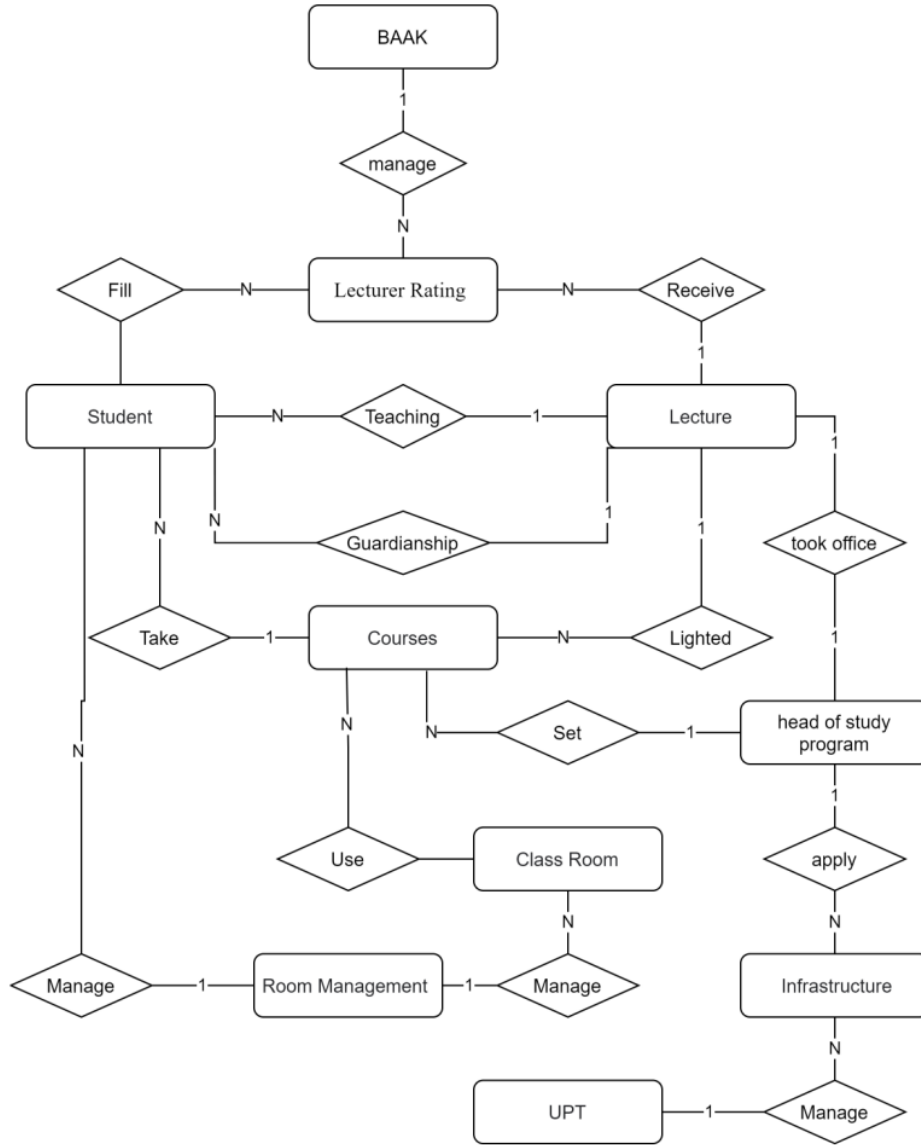 BAAK
1
manage
N
Fill
N
Lecturer Rating
N
Receive
1
Student
N
Teaching
1
Lecture
1
N
N
Guardianship
1
1
took office
Take
1
Courses
N
Lighted
1
N
N
Set
1
head of study
program
N
1
Use
Class Room
apply
N
N
Manage
1
Room Management
1
Manage
Infrastructure
N
UPT
1
Manage